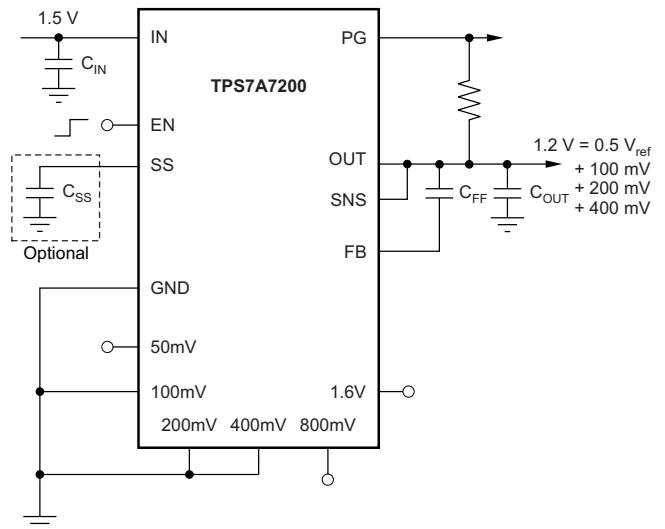 1.5 V
IN
PG
C_IN
TPS7A7200
EN
SS
OUT
1.2 V = 0.5 V_ref
+ 100 mV
+ 200 mV
+ 400 mV
C_SS
SNS
C_FF
C_OUT
Optional
FB
GND
50mV
100mV
1.6V
200mV 400mV 800mV